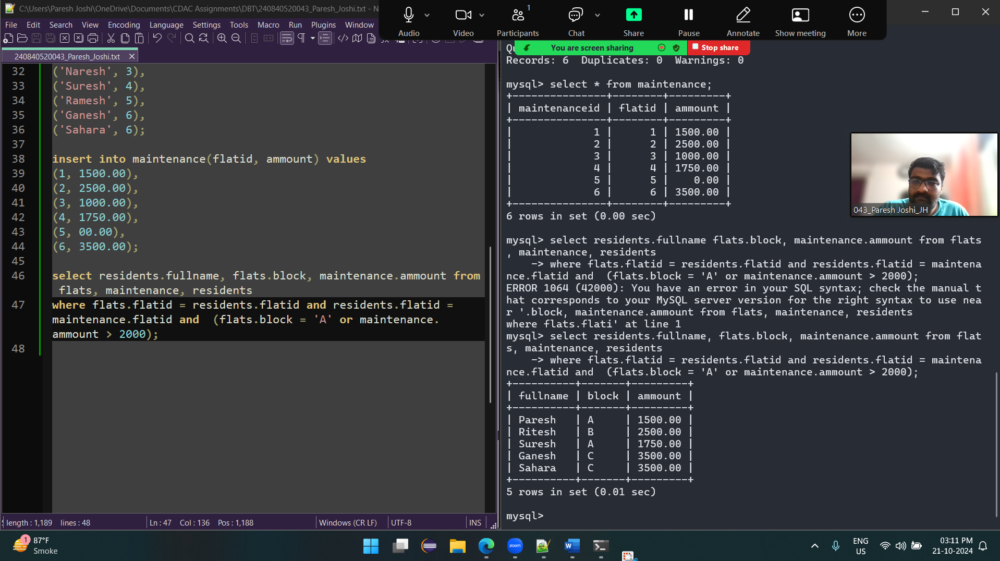 C:\Users\Paresh Joshi\OneDrive\Documents\CDAC Assignments\DBT\240840520043_Paresh_Joshi.txt - N
File Edit Search View Encoding Language Settings Tools Macro Run Plugins Window
240840520043_Paresh_Joshi.txt
32 ('Naresh', 3),
33 ('Suresh', 4),
34 ('Ramesh', 5),
35 ('Ganesh', 6),
36 ('Sahara', 6);
37
38 insert into maintenance(flatid, ammount) values
39 (1, 1500.00),
40 (2, 2500.00),
41 (3, 1000.00),
42 (4, 1750.00),
43 (5, 00.00),
44 (6, 3500.00);
45
46 select residents.fullname, flats.block, maintenance.ammount from
flats, maintenance, residents
47 where flats.flatid = residents.flatid and residents.flatid =
maintenance.flatid and  (flats.block = 'A' or maintenance.
ammount > 2000);
48
length : 1,189 lines : 48 Ln : 47 Col : 136 Pos : 1,188 Windows (CR LF) UTF-8 INS
1
Audio Video Participants Chat Share Pause Annotate Show meeting More
You are screen sharing Stop share
Records: 6  Duplicates: 0  Warnings: 0
mysql> select * from maintenance;
+---------------+--------+---------+
| maintenanceid | flatid | ammount |
+---------------+--------+---------+
|             1 |      1 | 1500.00 |
|             2 |      2 | 2500.00 |
|             3 |      3 | 1000.00 |
|             4 |      4 | 1750.00 |
|             5 |      5 |    0.00 |
|             6 |      6 | 3500.00 |
+---------------+--------+---------+
6 rows in set (0.00 sec)
mysql> select residents.fullname flats.block, maintenance.ammount from flats
, maintenance, residents
    -> where flats.flatid = residents.flatid and residents.flatid = maintena
nce.flatid and  (flats.block = 'A' or maintenance.ammount > 2000);
ERROR 1064 (42000): You have an error in your SQL syntax; check the manual t
hat corresponds to your MySQL server version for the right syntax to use nea
r '.block, maintenance.ammount from flats, maintenance, residents
where flats.flati' at line 1
mysql> select residents.fullname, flats.block, maintenance.ammount from flat
s, maintenance, residents
    -> where flats.flatid = residents.flatid and residents.flatid = maintena
nce.flatid and  (flats.block = 'A' or maintenance.ammount > 2000);
+----------+-------+---------+
| fullname | block | ammount |
+----------+-------+---------+
| Paresh   | A     | 1500.00 |
| Ritesh   | B     | 2500.00 |
| Suresh   | A     | 1750.00 |
| Ganesh   | C     | 3500.00 |
| Sahara   | C     | 3500.00 |
+----------+-------+---------+
5 rows in set (0.01 sec)
mysql>
043_Paresh Joshi_JH
1
87°F
Smoke
zoom
W
ENG
US
03:11 PM
21-10-2024